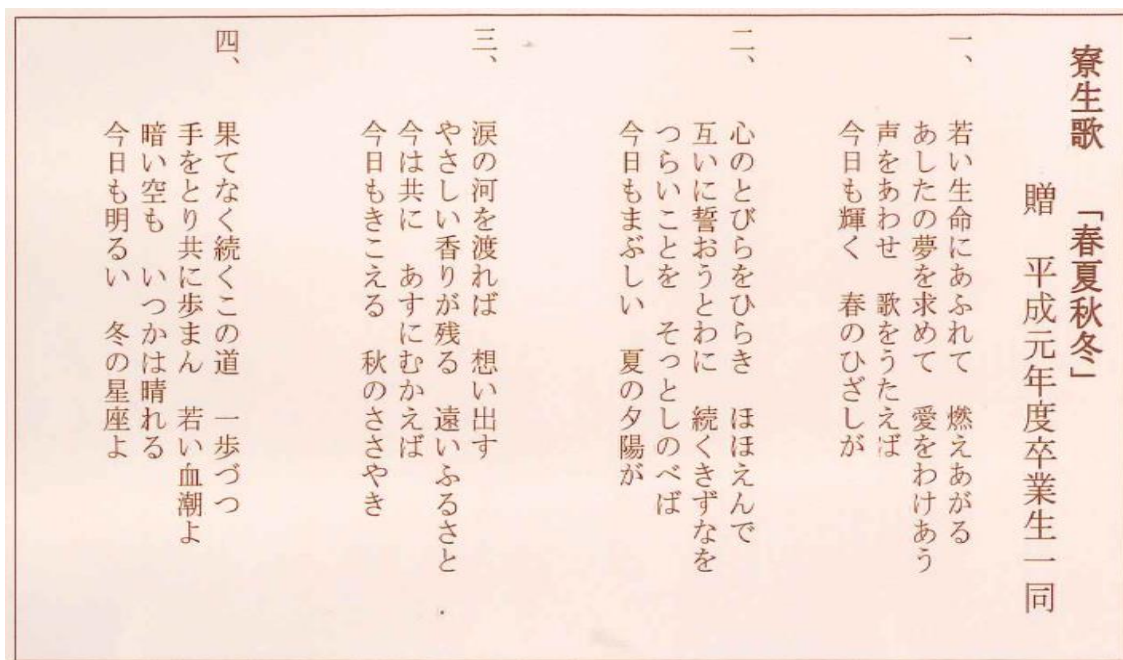 寮生歌　「春夏秋冬」
贈　平成元年度卒業生一同
一、
若い生命にあふれて　燃えあがる
あしたの夢を求めて　愛をわけあう
声をあわせ　歌をうたえば
今日も輝く　春のひざしが
二、
心のとびらをひらき　ほほえんで
互いに誓おうとわに　続くきずなを
つらいことを　そっとしのべば
今日もまぶしい　夏の夕陽が
三、
涙の河を渡れば　想い出す
やさしい香りが残る　遠いふるさと
今は共に　あすにむかえば
今日もきこえる　秋のささやき
四、
果てなく続くこの道　一歩づつ
手をとり共に歩まん　若い血潮よ
暗い空も　いつかは晴れる
今日も明るい　冬の星座よ